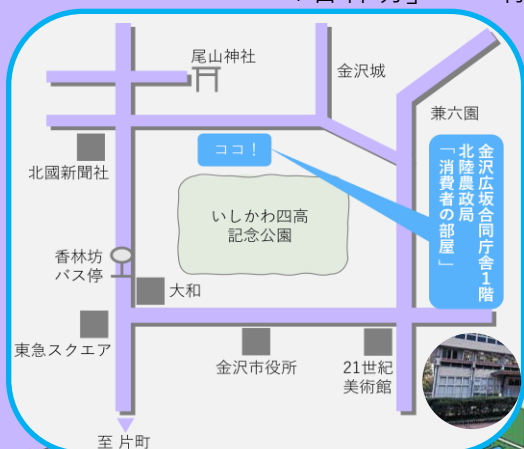 尾山神社
金沢城
兼六園
北國新聞社
ココ！
金沢広坂合同庁舎1階
北陸農政局
「消費者の部屋」
いしかわ四高
記念公園
香林坊
バス停
大和
東急スクエア
金沢市役所
21世紀
美術館
至 片町